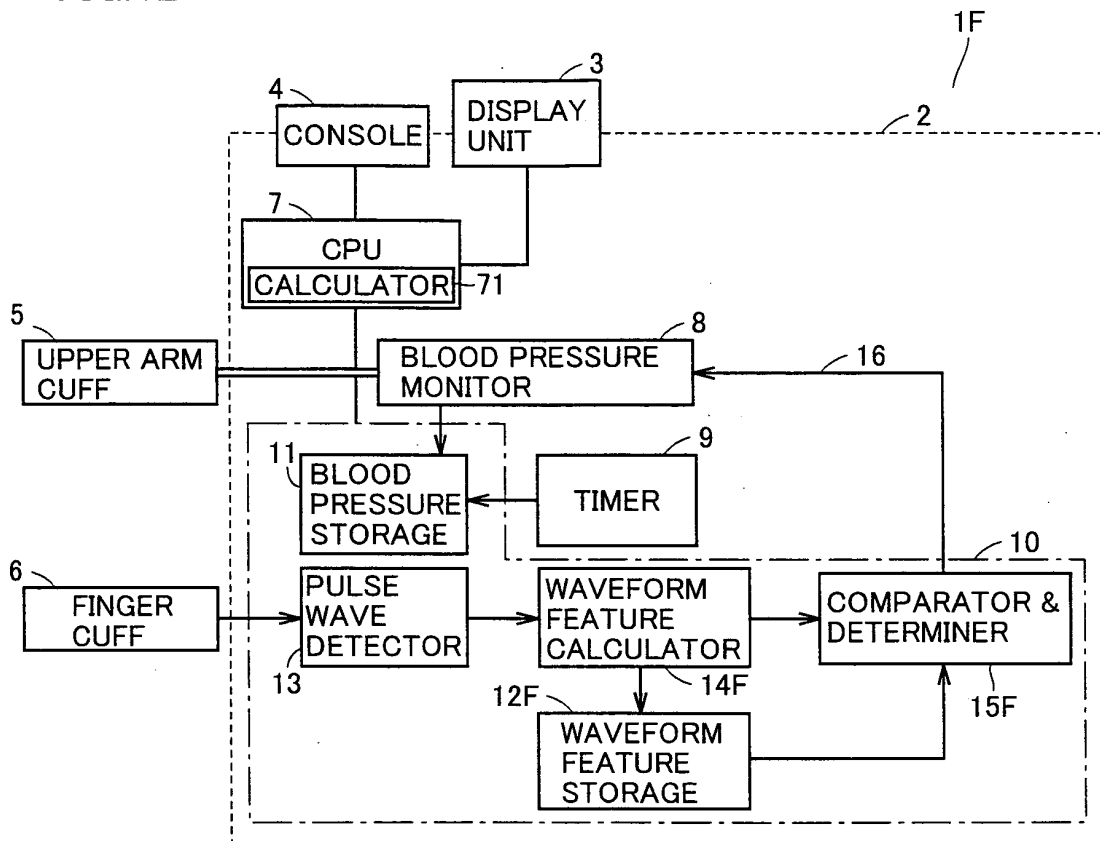 1F
3
4
2
DISPLAY
UNIT
CONSOLE
7
CPU
CALCULATOR
71
5
8
UPPER ARM
CUFF
BLOOD PRESSURE
MONITOR
16
9
11
BLOOD
PRESSURE
STORAGE
TIMER
10
6
FINGER
CUFF
PULSE
WAVE
DETECTOR
WAVEFORM
FEATURE
CALCULATOR
COMPARATOR &
DETERMINER
13
14F
12F
15F
WAVEFORM
FEATURE
STORAGE